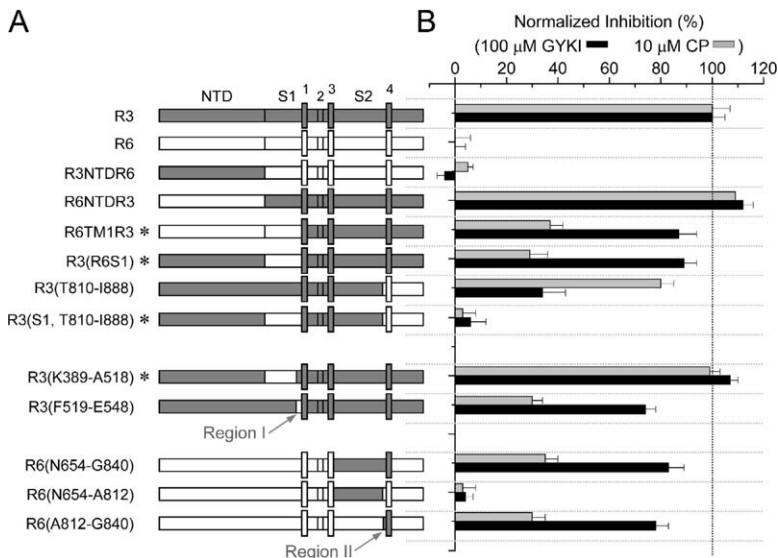 A
B
Normalized Inhibition (%)
(100 μM GYKI 10 μM CP )
0 20 40 60 80 100 120
NTD S1 1 2 3 S2 4
R3
R6
R3NTDR6
R6NTDR3
R6TM1R3 *
R3(R6S1) *
R3(T810-I888)
R3(S1, T810-I888) *
R3(K389-A518) *
R3(F519-E548)
Region I
R6(N654-G840)
R6(N654-A812)
R6(A812-G840)
Region II